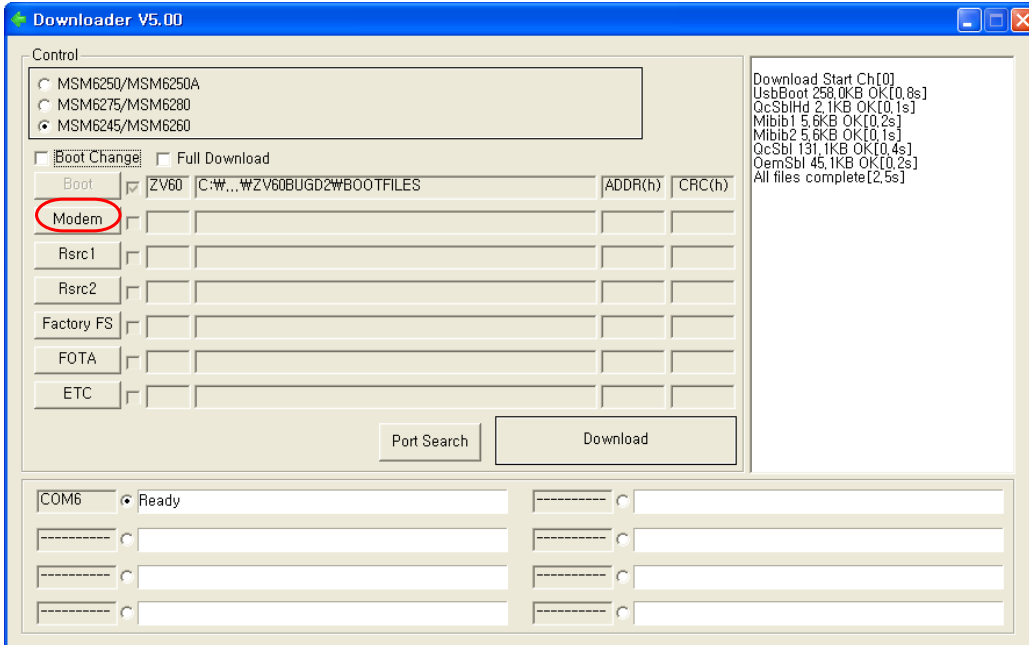 Downloader V5.00
Control
MSM6250/MSM6250A
MSM6275/MSM6280
MSM6245/MSM6260
Boot Change Full Download
Boot ZV60 C:₩,,,₩ZV60BUGD2₩BOOTFILES ADDR(h) CRC(h)
Modem
Rsrc1
Rsrc2
Factory FS
FOTA
ETC
Port Search Download
Download Start Ch[0]
UsbBoot 258,0KB OK[0,8s]
QcSblHd 2,1KB OK[0,1s]
Mibib1 5,6KB OK[0,2s]
Mibib2 5,6KB OK[0,1s]
QcSbl 131,1KB OK[0,4s]
OemSbl 45,1KB OK[0,2s]
All files complete[2,5s]
COM6 Ready ----------
---------- ----------
---------- ----------
---------- ----------